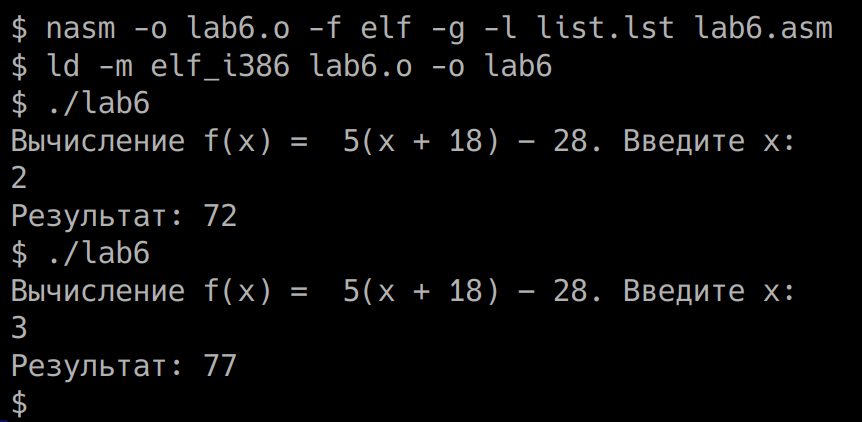 $ nasm -o lab6.o -f elf -g -l list.lst lab6.asm
$ ld -m elf_i386 lab6.o -o lab6
$ ./lab6
Вычисление f(x) =  5(x + 18) − 28. Введите x:
2
Результат: 72
$ ./lab6
Вычисление f(x) =  5(x + 18) − 28. Введите x:
3
Результат: 77
$